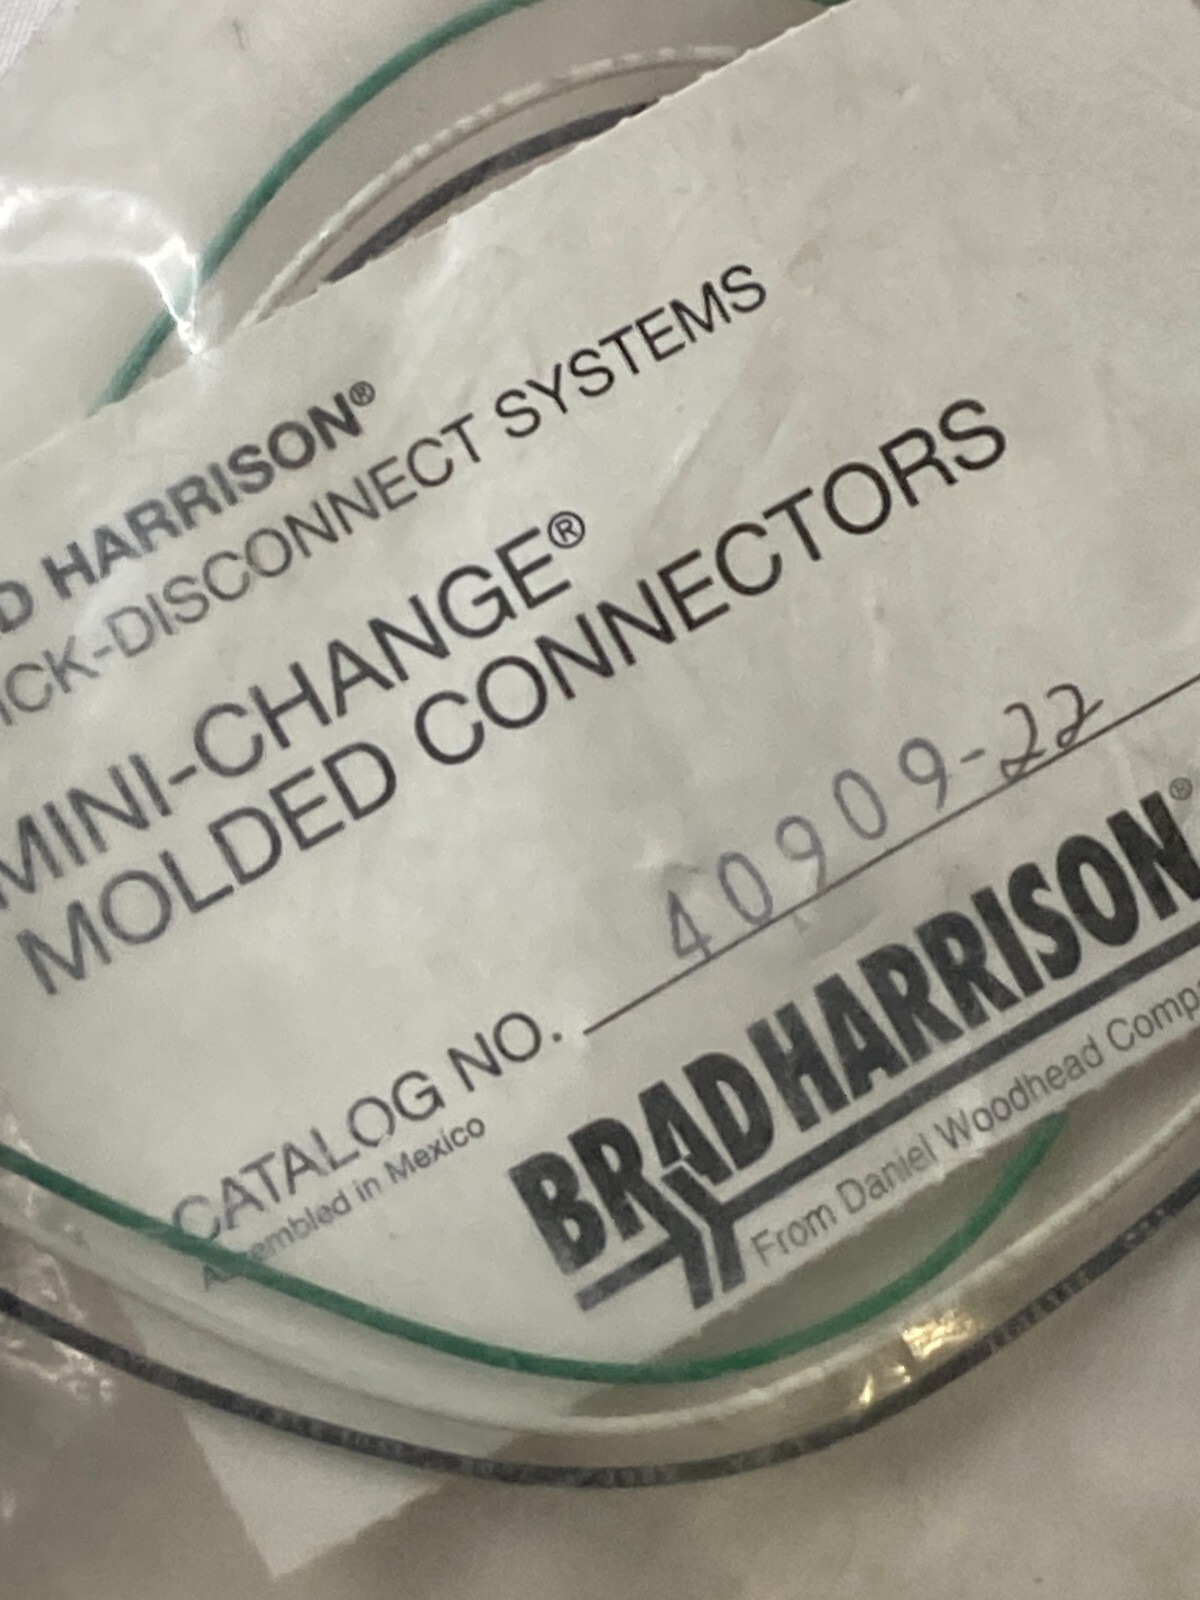 D HARRISON®
ICK-DISCONNECT SYSTEMS
MINI-CHANGE®
MOLDED CONNECTORS
CATALOG NO. 40909-22
Assembled in Mexico
BRAD HARRISON®
From Daniel Woodhead Compa